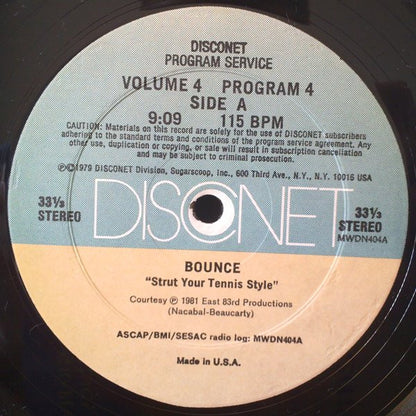 DISCONET
PROGRAM SERVICE
VOLUME 4 PROGRAM 4
SIDE A
9:09 115 BPM
CAUTION: Materials on this record are solely for the use of DISCONET subscribers
adhering to the standard terms and conditions of the program service agreement. Any
other use, duplication or copying, or sale will result in subscription cancellation
and may be subject to criminal prosecution.
℗©1979 DISCONET Division, Sugarscoop, Inc., 600 Third Ave., N.Y., N.Y. 10016 USA
33⅓
STEREO
DISCONET
33⅓
STEREO
MWDN404A
BOUNCE
“Strut Your Tennis Style”
Courtesy ℗ 1981 East 83rd Productions
(Nacabal-Beaucarty)
ASCAP/BMI/SESAC radio log: MWDN404A
Made in U.S.A.